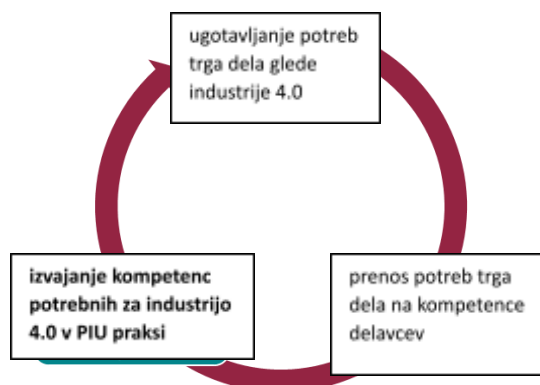 ugotavljanje potreb
trga dela glede
industrije 4.0
izvajanje kompetenc
potrebnih za industrijo
4.0 v PIU praksi
prenos potreb trga
dela na kompetence
delavcev